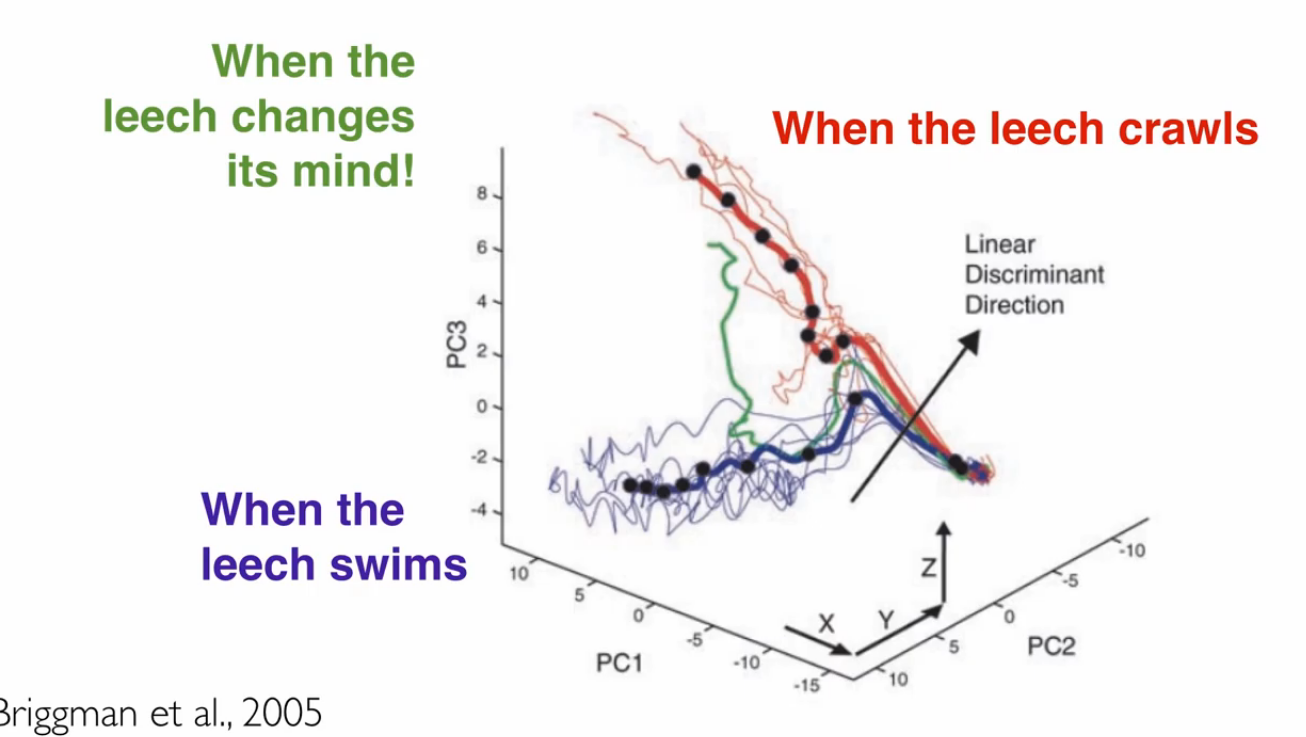 When the
leech changes
its mind!
When the leech crawls
Linear
Discriminant
Direction
8
6
4
2
0
-2
-4
PC3
When the
leech swims
10
5
0
-5
-10
-15
PC1
X
Y
Z
10
5
0
-5
-10
PC2
Briggman et al., 2005